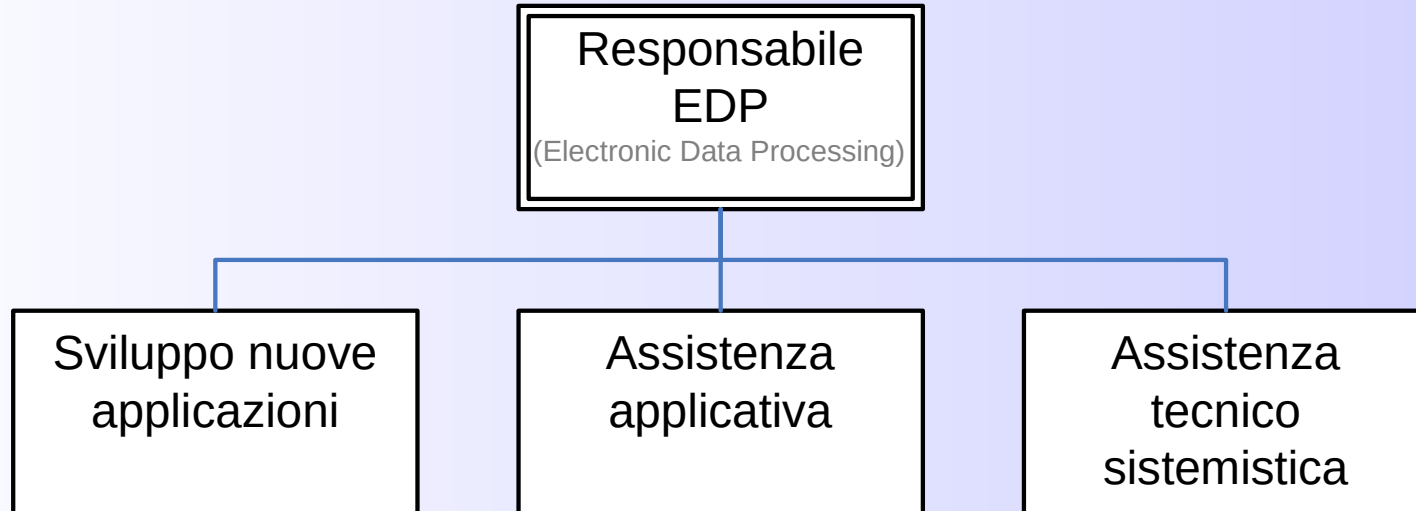 Responsabile
EDP
(Electronic Data Processing)
Sviluppo nuove
applicazioni
Assistenza
applicativa
Assistenza
tecnico
sistemistica